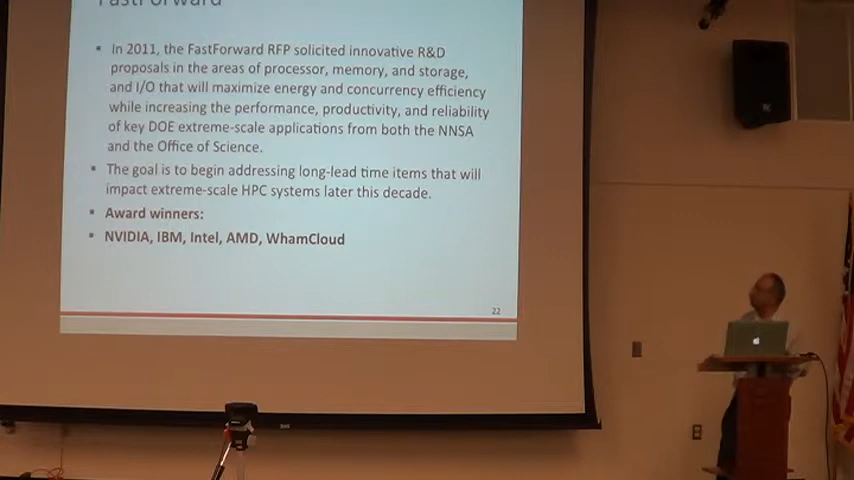 FastForward
▪ In 2011, the FastForward RFP solicited innovative R&D
proposals in the areas of processor, memory, and storage,
and I/O that will maximize energy and concurrency efficiency
while increasing the performance, productivity, and reliability
of key DOE extreme-scale applications from both the NNSA
and the Office of Science.
▪ The goal is to begin addressing long-lead time items that will
impact extreme-scale HPC systems later this decade.
▪ Award winners:
▪ NVIDIA, IBM, Intel, AMD, WhamCloud
22